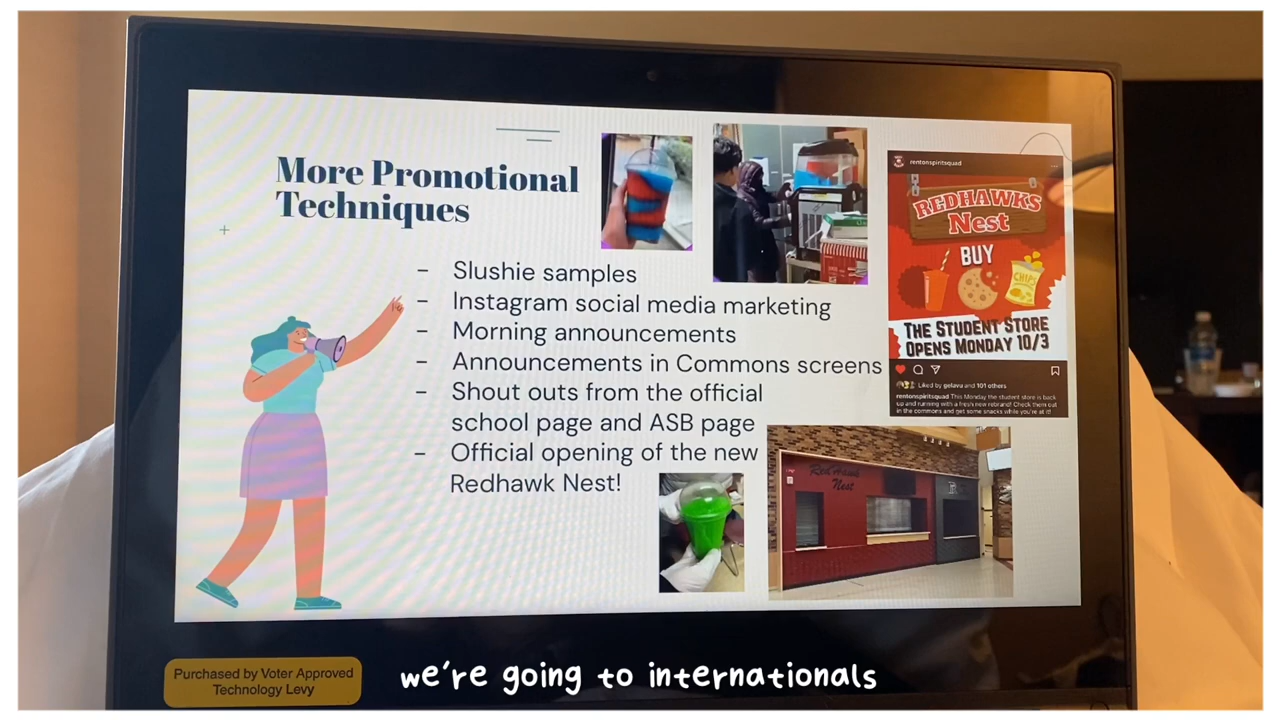 More Promotional
Techniques
- Slushie samples
- Instagram social media marketing
- Morning announcements
- Announcements in Commons screens
- Shout outs from the official
school page and ASB page
- Official opening of the new
Redhawk Nest!
rentonspiritsquad
REDHAWKS
Nest
BUY
CHIPS
THE STUDENT STORE
OPENS MONDAY 10/3
Liked by gelava and 101 others
rentonspiritsquad This Monday the student store is back
up and running with a fresh new rebrand! Check them out
in the commons and get some snacks while you're at it!
RedHawk
Nest
Purchased by Voter Approved
Technology Levy
we're going to internationals